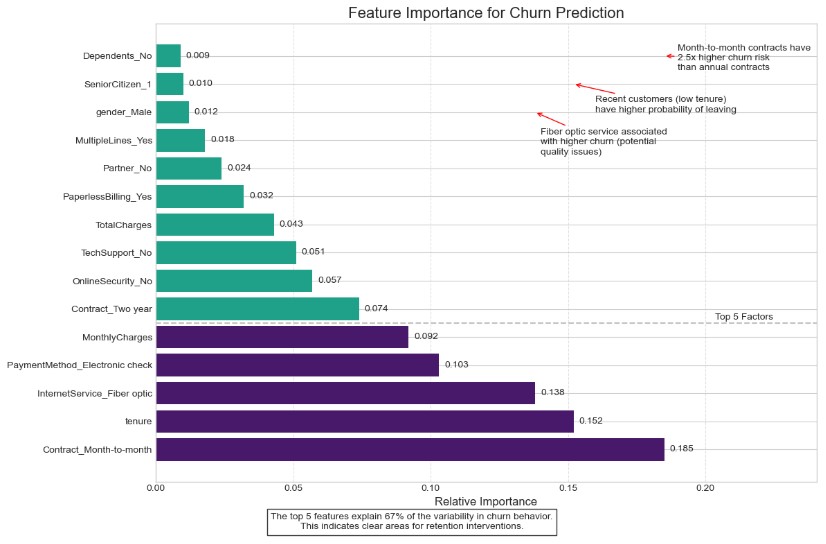 Feature Importance for Churn Prediction
Dependents_No
0.009
Month-to-month contracts have
2.5x higher churn risk
than annual contracts
SeniorCitizen_1
0.010
Recent customers (low tenure)
have higher probability of leaving
gender_Male
0.012
Fiber optic service associated
with higher churn (potential
quality issues)
MultipleLines_Yes
0.018
Partner_No
0.024
PaperlessBilling_Yes
0.032
TotalCharges
0.043
TechSupport_No
0.051
OnlineSecurity_No
0.057
Contract_Two year
0.074
Top 5 Factors
MonthlyCharges
0.092
PaymentMethod_Electronic check
0.103
InternetService_Fiber optic
0.138
tenure
0.152
Contract_Month-to-month
0.185
0.00 0.05 0.10 0.15 0.20
Relative Importance
The top 5 features explain 67% of the variability in churn behavior.
This indicates clear areas for retention interventions.